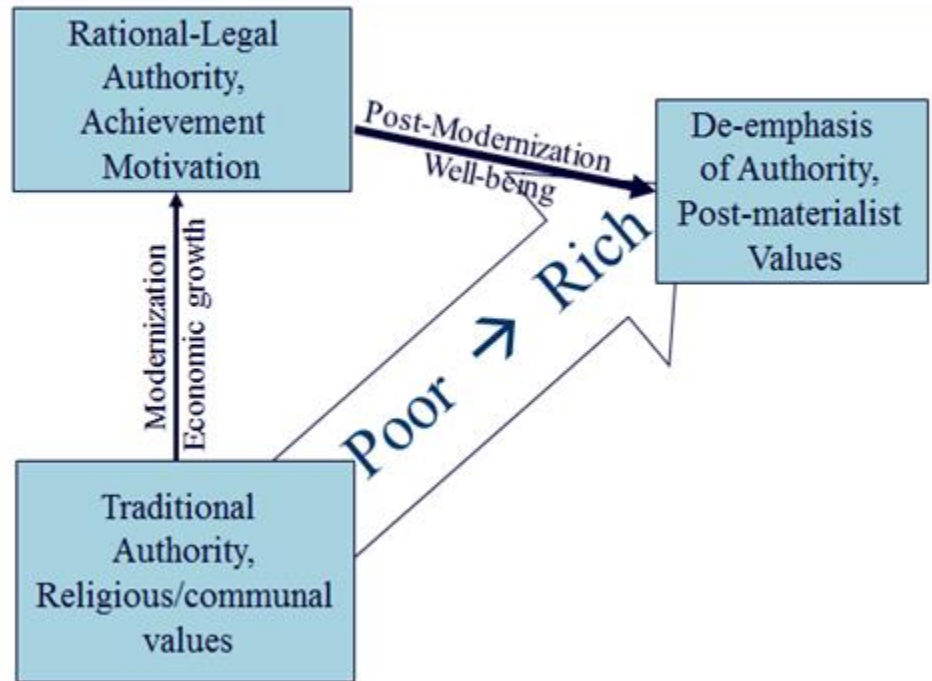 Rational-Legal
Authority,
Achievement
Motivation
Post-Modernization
Well-being
De-emphasis
of Authority,
Post-materialist
Values
Modernization
Economic growth
Poor → Rich
Traditional
Authority,
Religious/communal
values